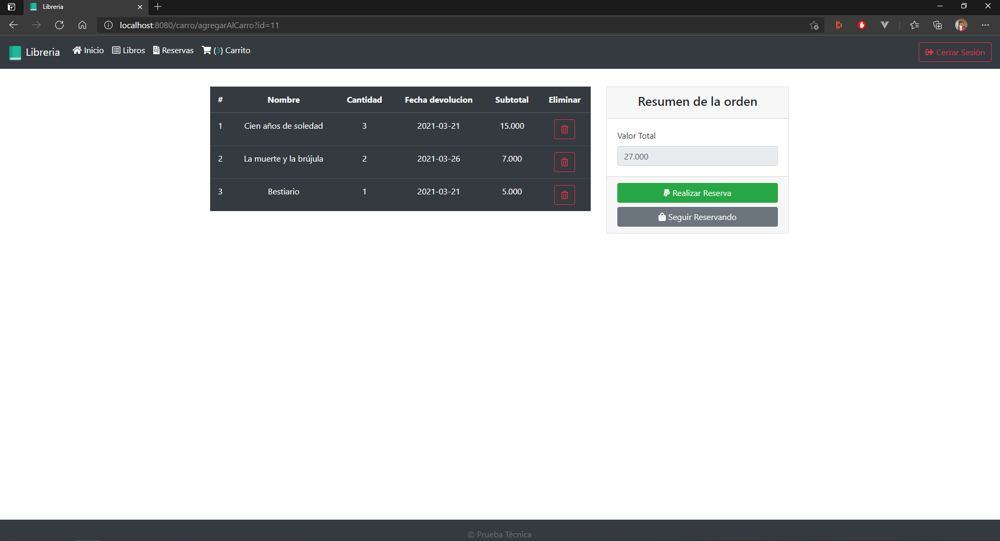 Libreria
localhost:8080/carro/agregarAlCarro?id=11
Libreria Inicio Libros Reservas (3) Carrito Cerrar Sesión
# Nombre Cantidad Fecha devolucion Subtotal Eliminar
1 Cien años de soledad 3 2021-03-21 15.000
2 La muerte y la brújula 2 2021-03-26 7.000
3 Bestiario 1 2021-03-21 5.000
Resumen de la orden
Valor Total
27.000
Realizar Reserva
Seguir Reservando
© Prueba Técnica